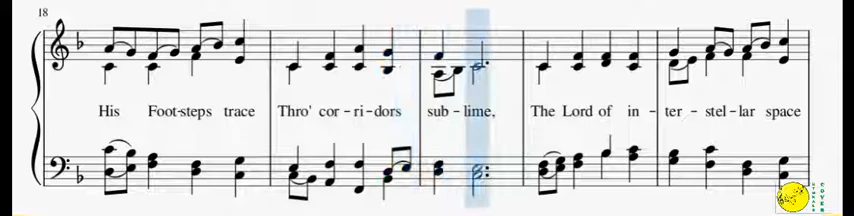 18
His Foot-steps trace Thro' cor-ri-dors sub-lime, The Lord of in-ter-stel-lar space